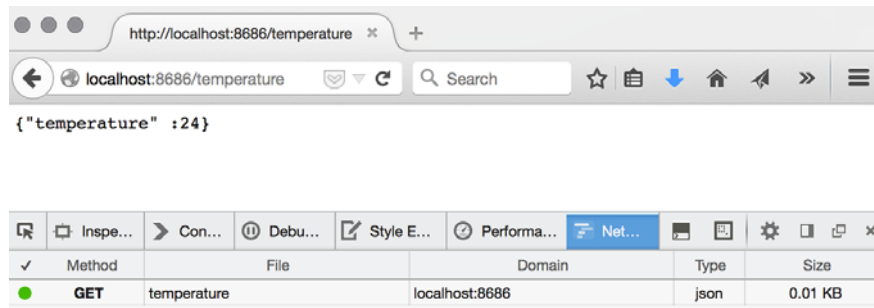 http://localhost:8686/temperature
localhost:8686/temperature Search
{"temperature" :24}
Inspe... Con... Debu... Style E... Performa... Net...
Method File Domain Type Size
GET temperature localhost:8686 json 0.01 KB